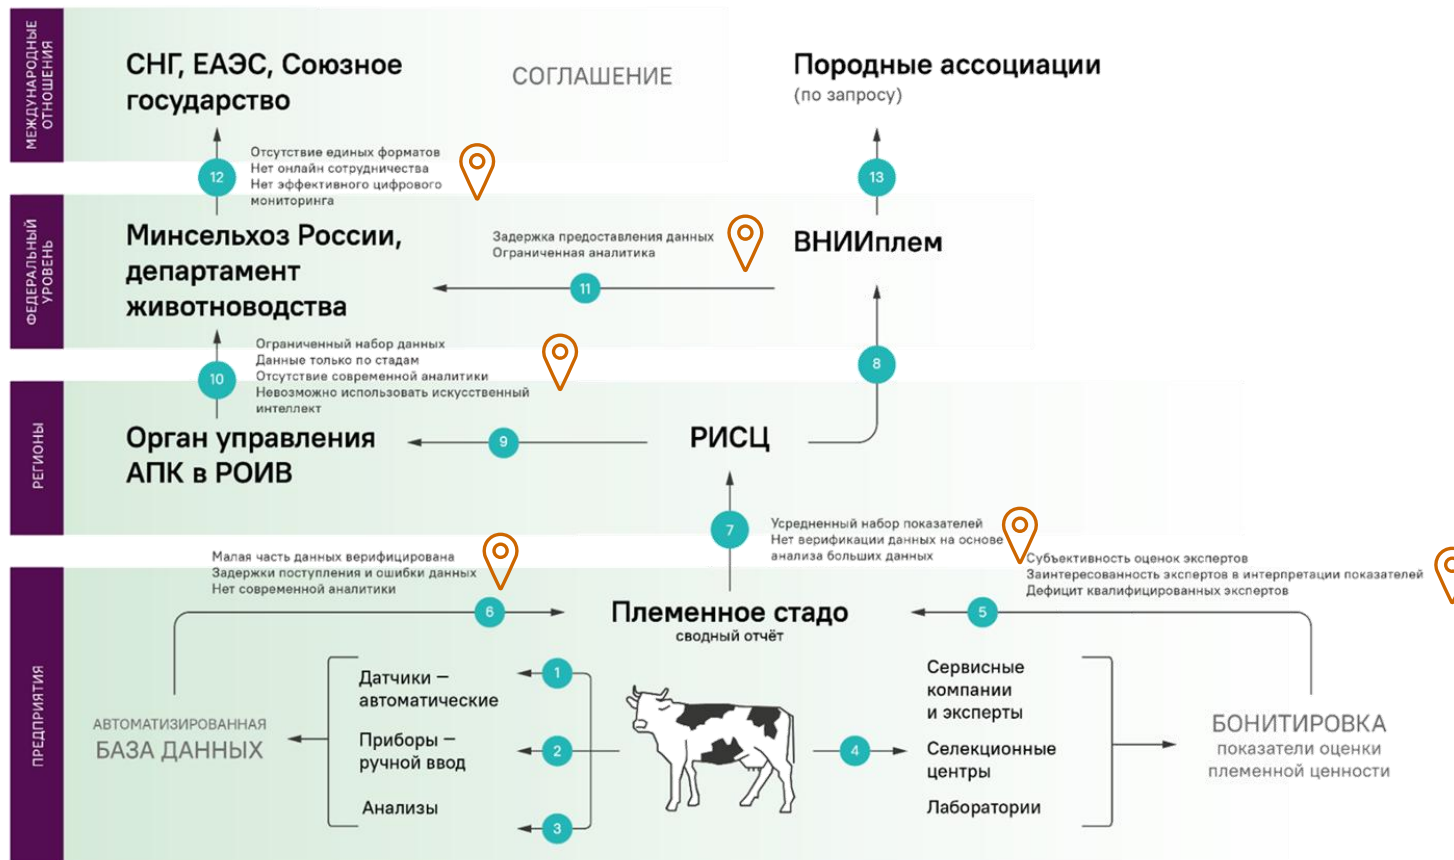 МЕЖДУНАРОДНЫЕ
ОТНОШЕНИЯ
СНГ, ЕАЭС, Союзное
государство
СОГЛАШЕНИЕ
Породные ассоциации
(по запросу)
12
Отсутствие единых форматов
Нет онлайн сотрудничества
Нет эффективного цифрового
мониторинга
13
ФЕДЕРАЛЬНЫЙ
УРОВЕНЬ
Минсельхоз России,
департамент
животноводства
Задержка предоставления данных
Ограниченная аналитика
11
ВНИИплем
10
Ограниченный набор данных
Данные только по стадам
Отсутствие современной аналитики
Невозможно использовать искусственный
интеллект
8
РЕГИОНЫ
Орган управления
АПК в РОИВ
9
РИСЦ
7
Усредненный набор показателей
Нет верификации данных на основе
анализа больших данных
Малая часть данных верифицирована
Задержки поступления и ошибки данных
Нет современной аналитики
6
Субъективность оценок экспертов
Заинтересованность экспертов в интерпретации показателей
Дефицит квалифицированных экспертов
5
ПРЕДПРИЯТИЯ
Племенное стадо
сводный отчёт
АВТОМАТИЗИРОВАННАЯ
БАЗА ДАННЫХ
Датчики —
автоматические
1
Приборы —
ручной ввод
2
Анализы
3
4
Сервисные
компании
и эксперты
Селекционные
центры
Лаборатории
БОНИТИРОВКА
показатели оценки
племенной ценности